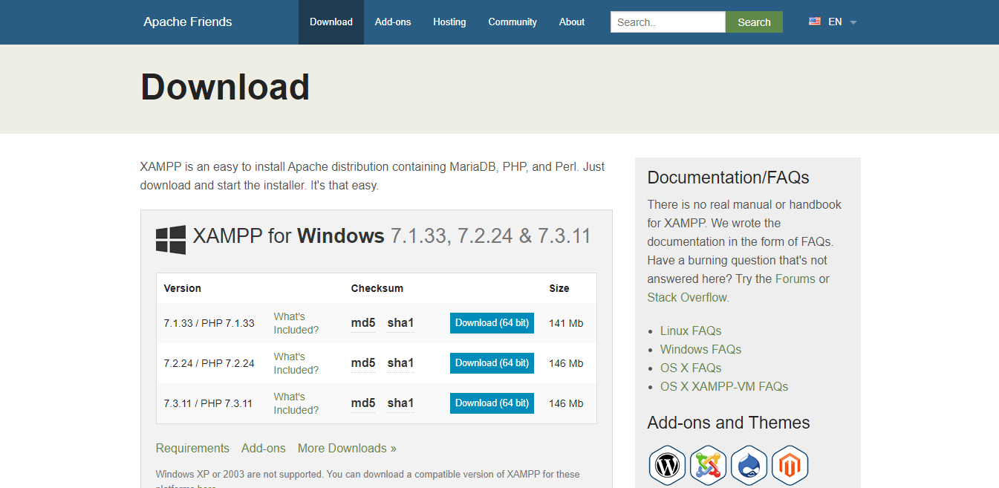 Apache Friends
Download
Add-ons
Hosting
Community
About
Search..
Search
EN
Download
XAMPP is an easy to install Apache distribution containing MariaDB, PHP, and Perl. Just
download and start the installer. It's that easy.
XAMPP for Windows 7.1.33, 7.2.24 & 7.3.11
Version Checksum Size
7.1.33 / PHP 7.1.33 What's Included? md5 sha1 Download (64 bit) 141 Mb
7.2.24 / PHP 7.2.24 What's Included? md5 sha1 Download (64 bit) 146 Mb
7.3.11 / PHP 7.3.11 What's Included? md5 sha1 Download (64 bit) 146 Mb
Requirements Add-ons More Downloads »
Windows XP or 2003 are not supported. You can download a compatible version of XAMPP for these
platforms here.
Documentation/FAQs
There is no real manual or handbook
for XAMPP. We wrote the
documentation in the form of FAQs.
Have a burning question that's not
answered here? Try the Forums or
Stack Overflow.
Linux FAQs
Windows FAQs
OS X FAQs
OS X XAMPP-VM FAQs
Add-ons and Themes